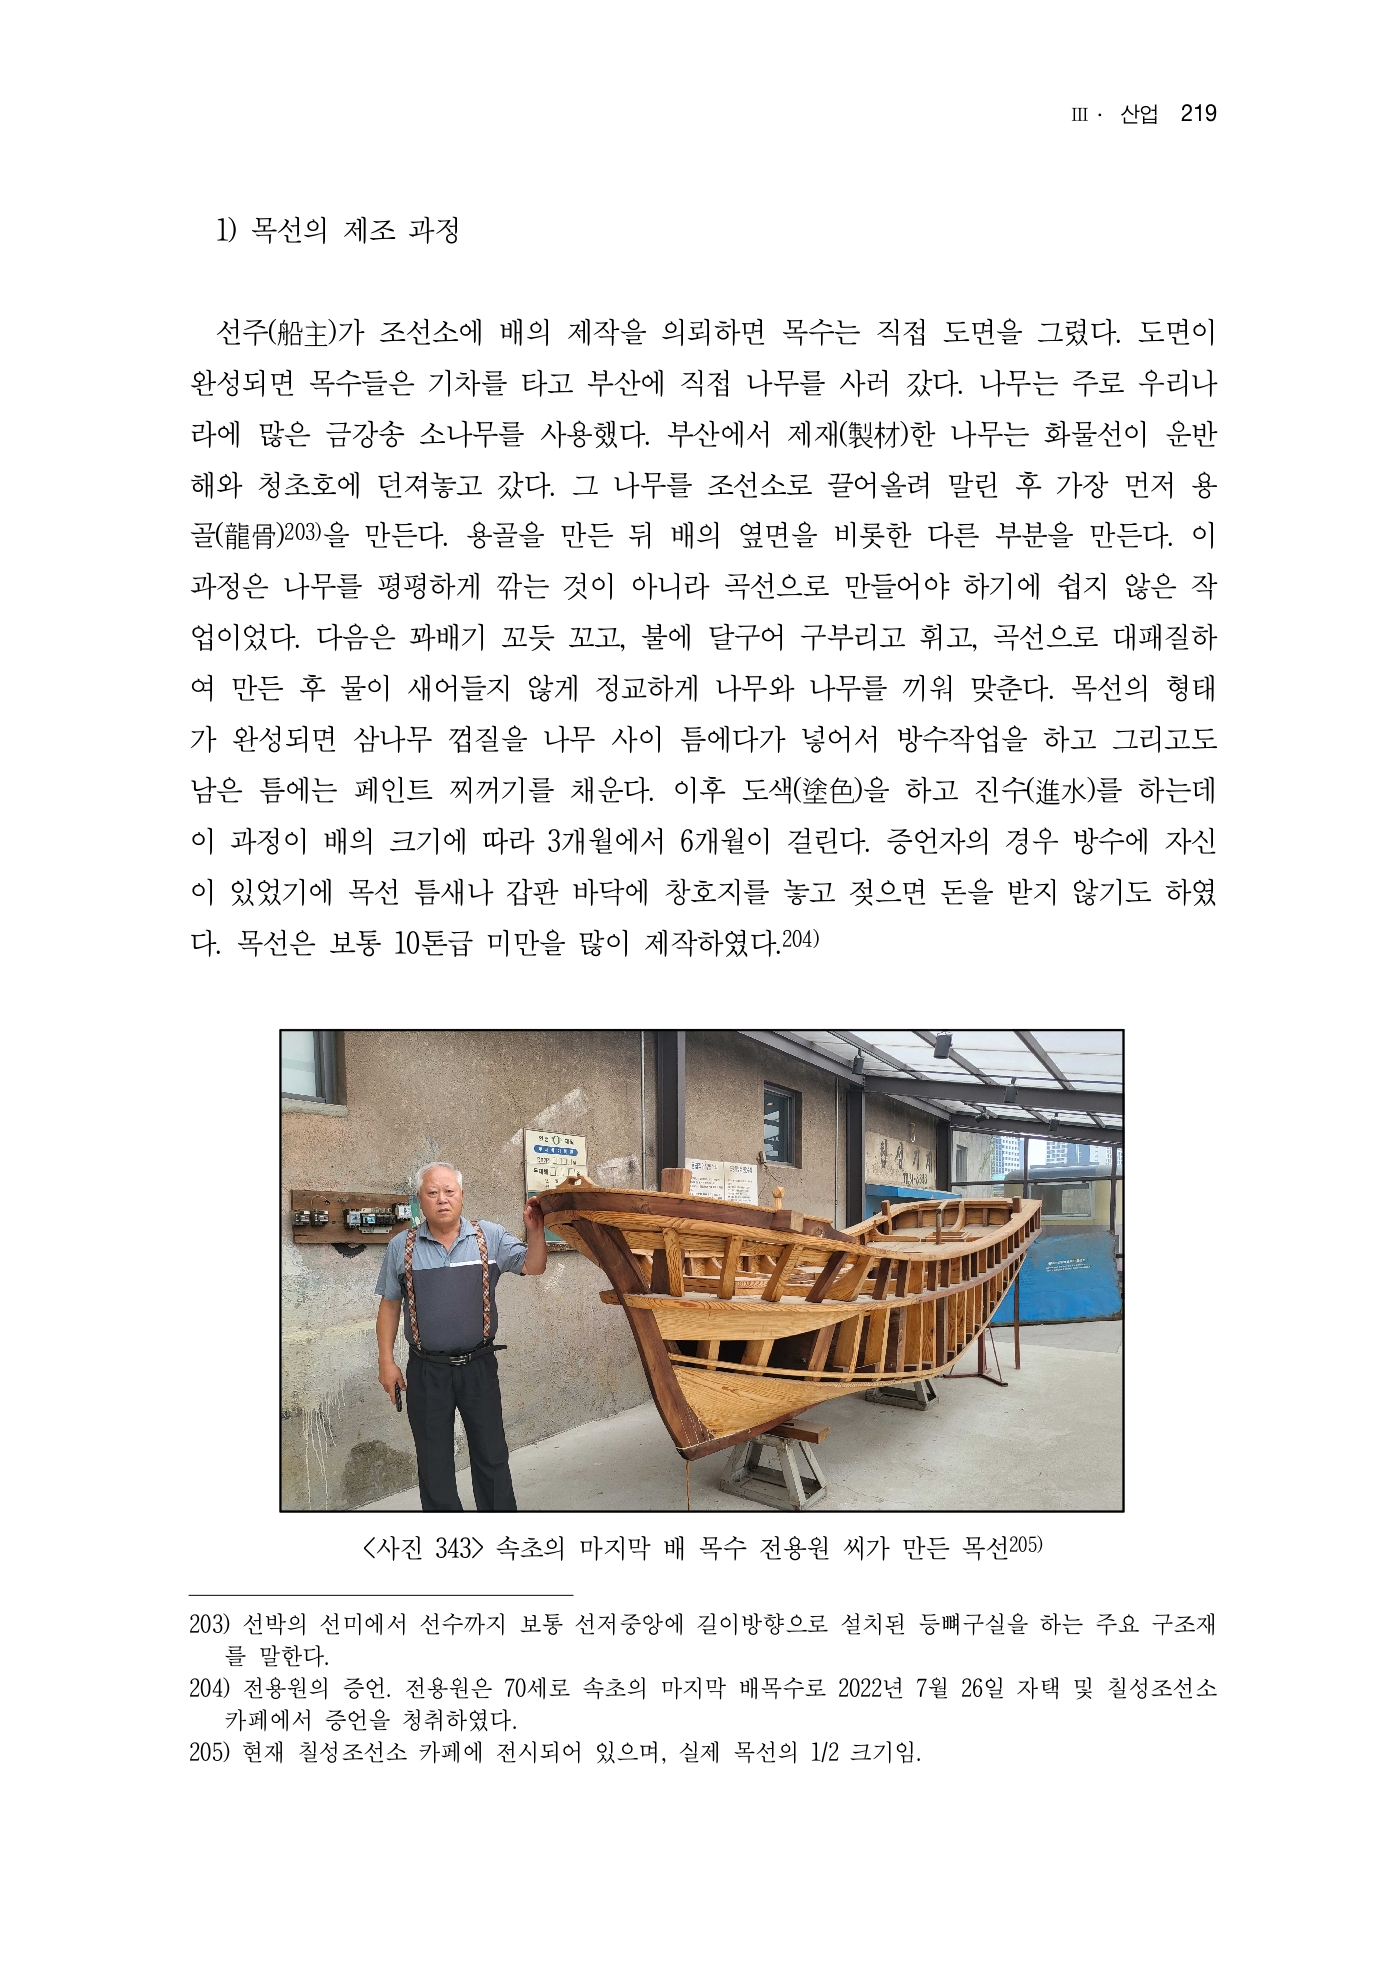 III · 산업 219
1) 목선의 제조 과정
선주(船主)가 조선소에 배의 제작을 의뢰하면 목수는 직접 도면을 그렸다. 도면이
완성되면 목수들은 기차를 타고 부산에 직접 나무를 사러 갔다. 나무는 주로 우리나
라에 많은 금강송 소나무를 사용했다. 부산에서 제재(製材)한 나무는 화물선이 운반
해와 청초호에 던져놓고 갔다. 그 나무를 조선소로 끌어올려 말린 후 가장 먼저 용
골(龍骨)203)을 만든다. 용골을 만든 뒤 배의 옆면을 비롯한 다른 부분을 만든다. 이
과정은 나무를 평평하게 깎는 것이 아니라 곡선으로 만들어야 하기에 쉽지 않은 작
업이었다. 다음은 꽈배기 꼬듯 꼬고, 불에 달구어 구부리고 휘고, 곡선으로 대패질하
여 만든 후 물이 새어들지 않게 정교하게 나무와 나무를 끼워 맞춘다. 목선의 형태
가 완성되면 삼나무 껍질을 나무 사이 틈에다가 넣어서 방수작업을 하고 그리고도
남은 틈에는 페인트 찌꺼기를 채운다. 이후 도색(塗色)을 하고 진수(進水)를 하는데
이 과정이 배의 크기에 따라 3개월에서 6개월이 걸린다. 증언자의 경우 방수에 자신
이 있었기에 목선 틈새나 갑판 바닥에 창호지를 놓고 젖으면 돈을 받지 않기도 하였
다. 목선은 보통 10톤급 미만을 많이 제작하였다.204)
<사진 343> 속초의 마지막 배 목수 전용원 씨가 만든 목선205)
203) 선박의 선미에서 선수까지 보통 선저중앙에 길이방향으로 설치된 등뼈구실을 하는 주요 구조재
를 말한다.
204) 전용원의 증언. 전용원은 70세로 속초의 마지막 배목수로 2022년 7월 26일 자택 및 칠성조선소
카페에서 증언을 청취하였다.
205) 현재 칠성조선소 카페에 전시되어 있으며, 실제 목선의 1/2 크기임.